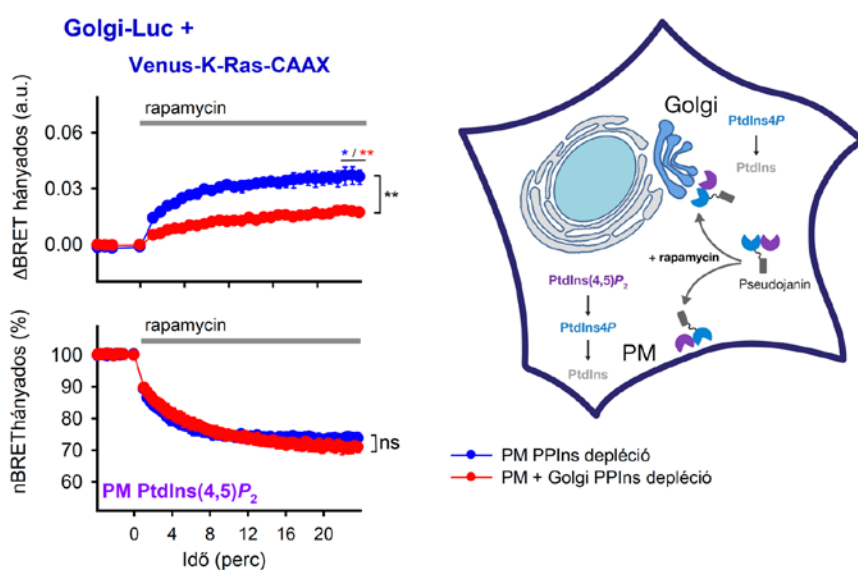 Golgi-Luc +
Venus-K-Ras-CAAX
rapamycin
ΔBRET hányados (a.u.)
0.06
0.03
0.00
* / **
**
rapamycin
nBREThányados (%)
100
90
80
70
60
ns
PM PtdIns(4,5)P₂
0 4 8 12 16 20
Idő (perc)
Golgi
PtdIns4P
PtdIns
+ rapamycin
Pseudojanin
PtdIns(4,5)P₂
PtdIns4P
PtdIns
PM
PM PPIns depléció
PM + Golgi PPIns depléció